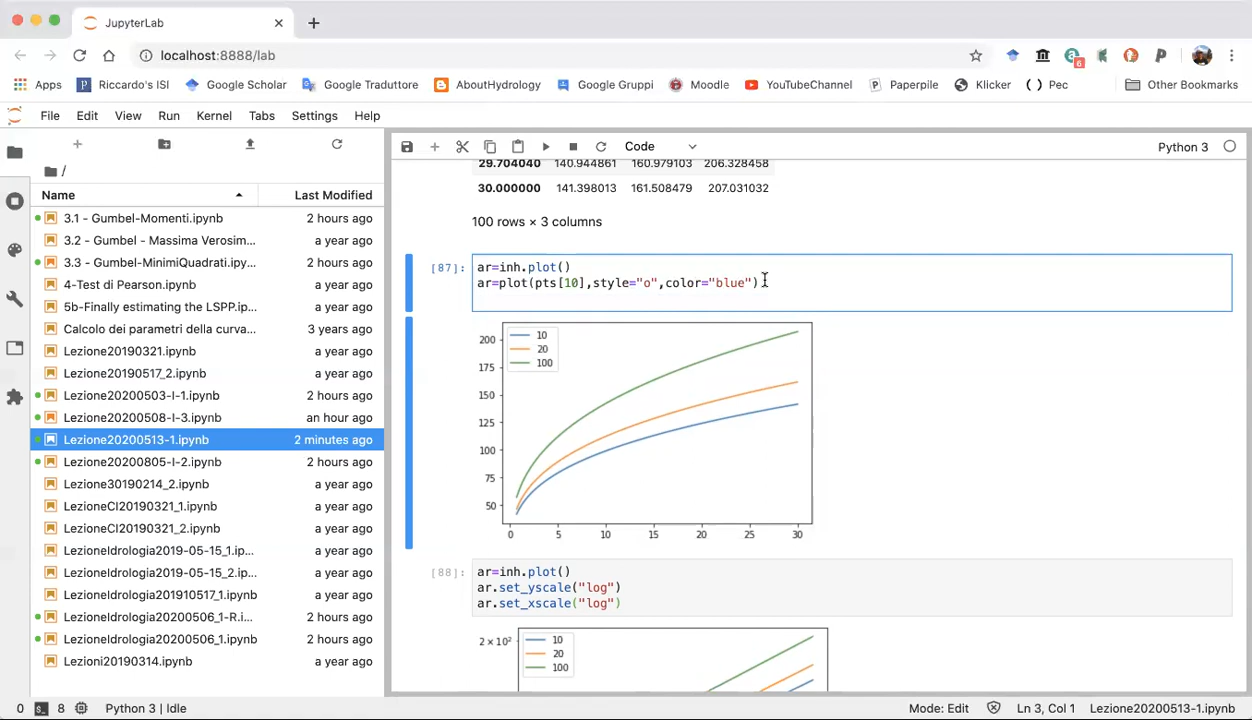 JupyterLab
localhost:8888/lab
6
Apps Riccardo's ISI Google Scholar Google Traduttore AboutHydrology Google Gruppi Moodle YouTubeChannel Paperpile Klicker Pec Other Bookmarks
File Edit View Run Kernel Tabs Settings Help
/
Name Last Modified
3.1 - Gumbel-Momenti.ipynb 2 hours ago
3.2 - Gumbel - Massima Verosim... a year ago
3.3 - Gumbel-MinimiQuadrati.ipy... 2 hours ago
4-Test di Pearson.ipynb a year ago
5b-Finally estimating the LSPP.ip... a year ago
Calcolo dei parametri della curva... 3 years ago
Lezione20190321.ipynb a year ago
Lezione20190517_2.ipynb a year ago
Lezione20200503-I-1.ipynb 2 hours ago
Lezione20200508-I-3.ipynb an hour ago
Lezione20200513-1.ipynb 2 minutes ago
Lezione20200805-I-2.ipynb 2 hours ago
Lezione30190214_2.ipynb a year ago
LezioneCI20190321_1.ipynb a year ago
LezioneCI20190321_2.ipynb a year ago
LezioneIdrologia2019-05-15_1.ip... a year ago
LezioneIdrologia2019-05-15_2.ip... a year ago
LezioneIdrologia201910517_1.ipynb a year ago
LezioneIdrologia20200506_1-R.i... 2 hours ago
LezioneIdrologia20200506_1.ipynb 2 hours ago
Lezioni20190314.ipynb a year ago
Code Python 3
29.704040 140.944861 160.979103 206.328458
30.000000 141.398013 161.508479 207.031032
100 rows × 3 columns
[87]: ar=inh.plot()
ar=plot(pts[10],style="o",color="blue")
10
20
100
200
175
150
125
100
75
50
0 5 10 15 20 25 30
[88]: ar=inh.plot()
ar.set_yscale("log")
ar.set_xscale("log")
2 × 10²
10
20
100
0 8 Python 3 | Idle Mode: Edit Ln 3, Col 1 Lezione20200513-1.ipynb